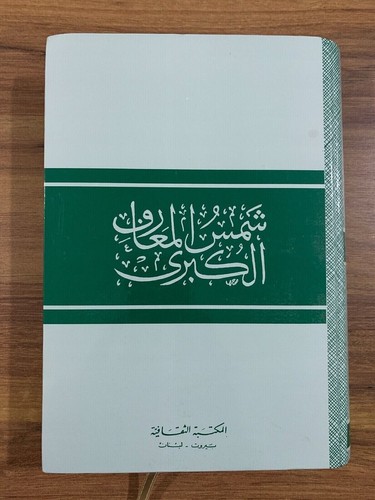 شمس المعارف
الكبرى
المكتبة الثقافية
بيروت - لبنان